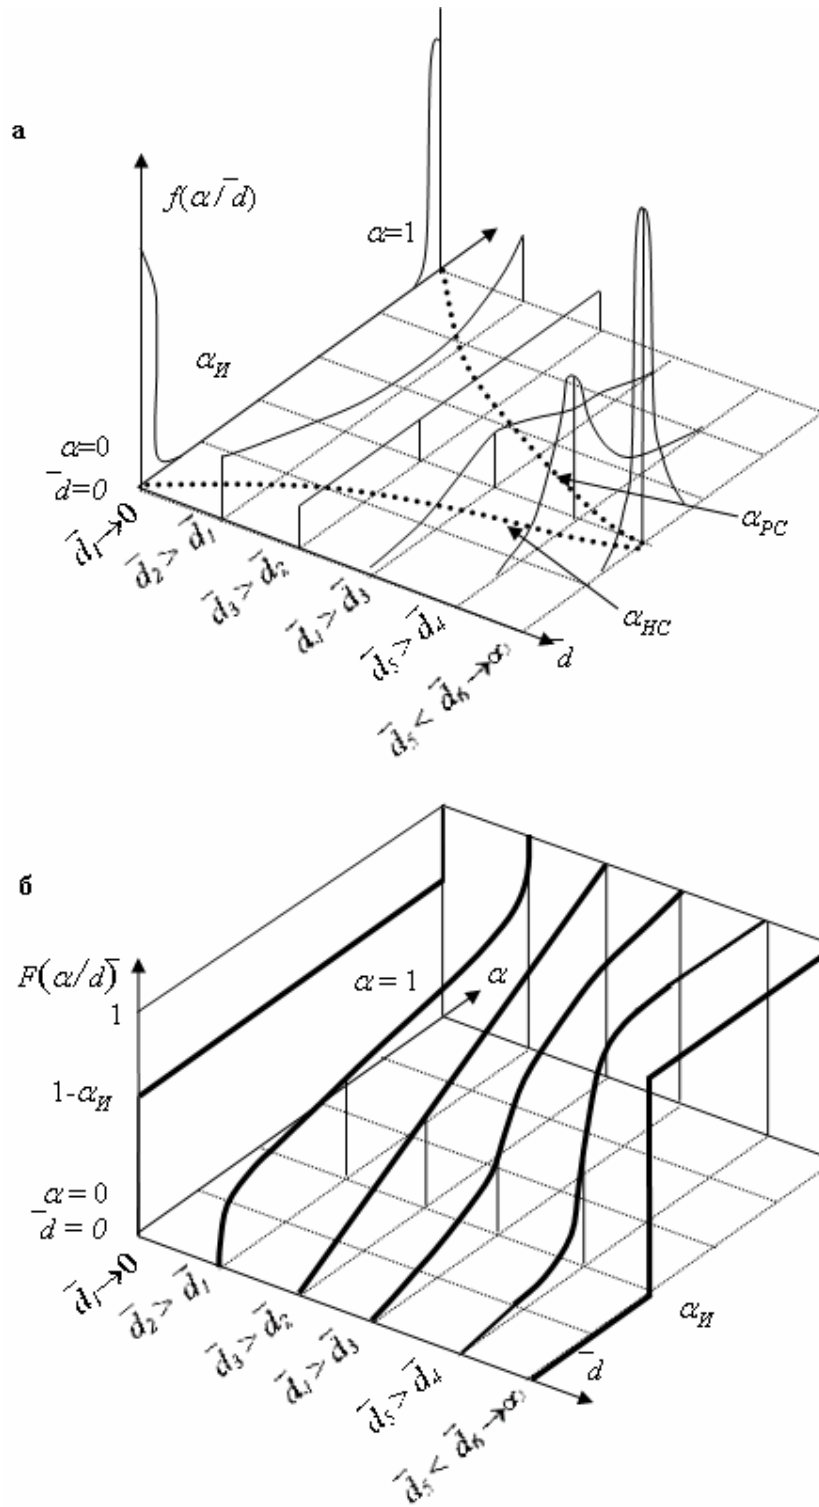 а
f(α/d̅)
α=1
α_И
α=0
d̅=0
d̅₁→0
d̅₂> d̅₁
d̅₃> d̅₂
d̅₄> d̅₃
d̅₅> d̅₄
d̅₅< d̅₆→∞
d̅
α_РС
α_НС
б
F(α/d̅)
1
α = 1
α
1-α_И
α = 0
d̅ = 0
d̅₁→0
d̅₂> d̅₁
d̅₃> d̅₂
d̅₄> d̅₃
d̅₅> d̅₄
d̅₅< d̅₆→∞
d̅
α_И